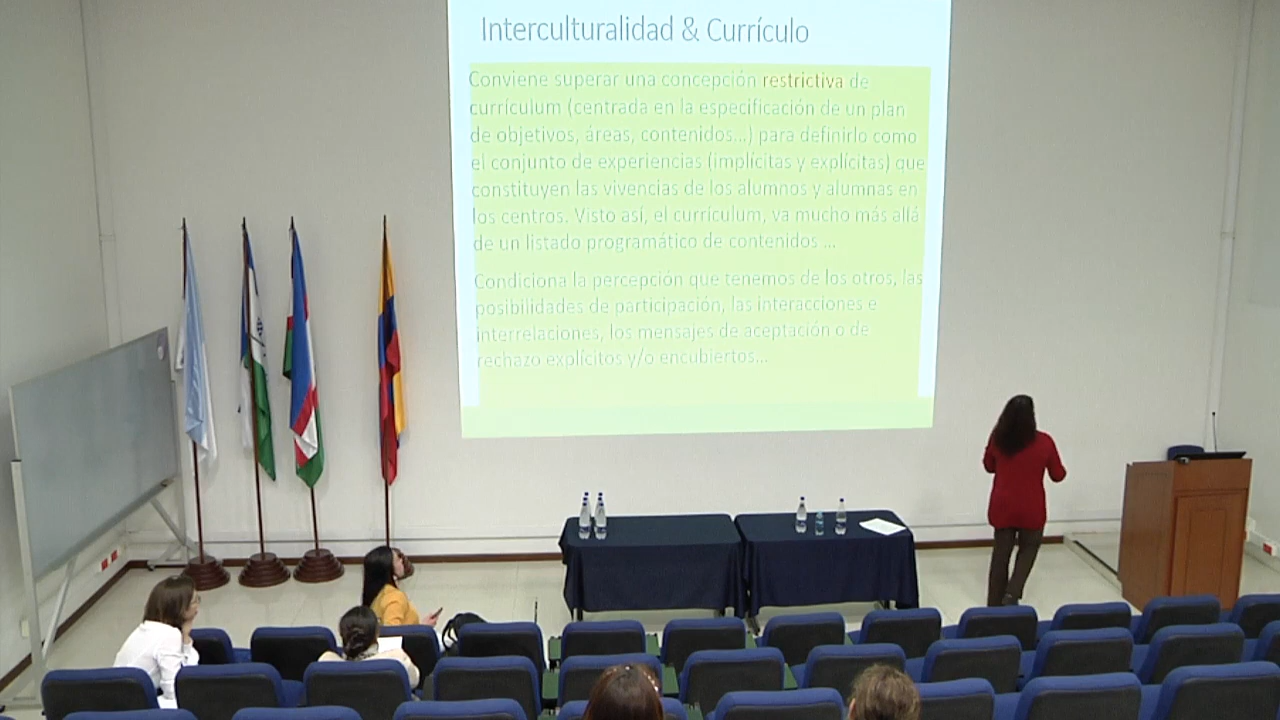 Interculturalidad & Currículo
Conviene superar una concepción restrictiva de
currículum (centrada en la especificación de un plan
de objetivos, áreas, contenidos...) para definirlo como
el conjunto de experiencias (implícitas y explícitas) que
constituyen las vivencias de los alumnos y alumnas en
los centros. Visto así, el currículum, va mucho más allá
de un listado programático de contenidos ...
Condiciona la percepción que tenemos de los otros, las
posibilidades de participación, las interacciones e
interrelaciones, los mensajes de aceptación o de
rechazo explícitos y/o encubiertos...